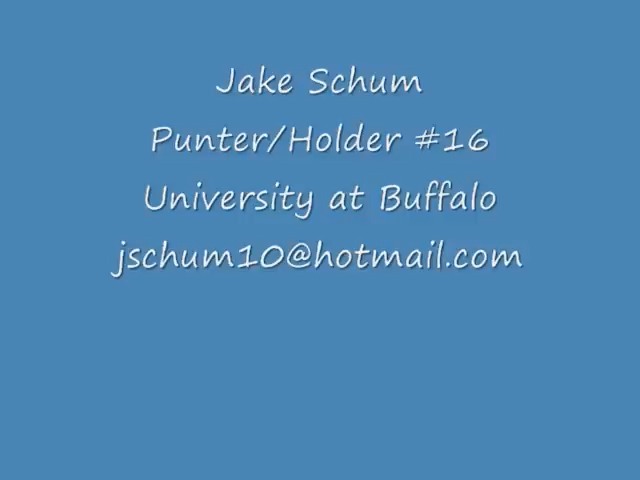 Jake Schum
Punter/Holder #16
University at Buffalo
jschum10@hotmail.com